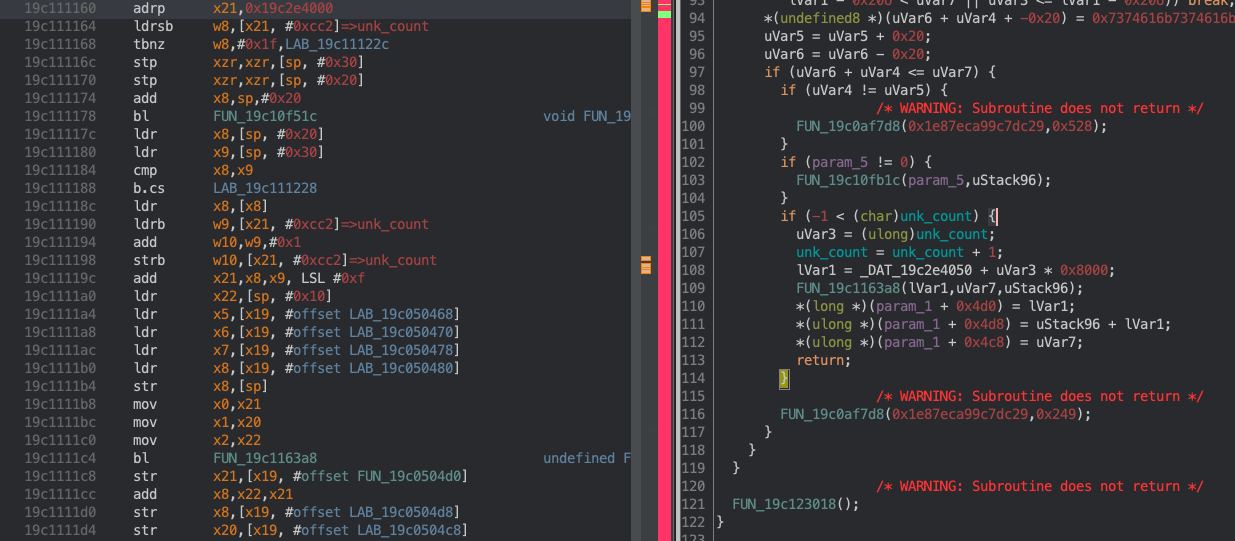 19c111160 adrp x21,0x19c2e4000
19c111164 ldrsb w8,[x21, #0xcc2]=>unk_count
19c111168 tbnz w8,#0x1f,LAB_19c11122c
19c11116c stp xzr,xzr,[sp, #0x30]
19c111170 stp xzr,xzr,[sp, #0x20]
19c111174 add x8,sp,#0x20
19c111178 bl FUN_19c10f51c void FUN_19
19c11117c ldr x8,[sp, #0x20]
19c111180 ldr x9,[sp, #0x30]
19c111184 cmp x8,x9
19c111188 b.cs LAB_19c111228
19c11118c ldr x8,[x8]
19c111190 ldrb w9,[x21, #0xcc2]=>unk_count
19c111194 add w10,w9,#0x1
19c111198 strb w10,[x21, #0xcc2]=>unk_count
19c11119c add x21,x8,x9, LSL #0xf
19c1111a0 ldr x22,[sp, #0x10]
19c1111a4 ldr x5,[x19, #offset LAB_19c050468]
19c1111a8 ldr x6,[x19, #offset LAB_19c050470]
19c1111ac ldr x7,[x19, #offset LAB_19c050478]
19c1111b0 ldr x8,[x19, #offset LAB_19c050480]
19c1111b4 str x8,[sp]
19c1111b8 mov x0,x21
19c1111bc mov x1,x20
19c1111c0 mov x2,x22
19c1111c4 bl FUN_19c1163a8 undefined F
19c1111c8 str x21,[x19, #offset FUN_19c0504d0]
19c1111cc add x8,x22,x21
19c1111d0 str x8,[x19, #offset LAB_19c0504d8]
19c1111d4 str x20,[x19, #offset LAB_19c0504c8]
94 *(undefined8 *)(uVar6 + uVar4 + -0x20) = 0x7374616b7374616b
95 uVar5 = uVar5 + 0x20;
96 uVar6 = uVar6 - 0x20;
97 if (uVar6 + uVar4 <= uVar7) {
98 if (uVar4 != uVar5) {
99 /* WARNING: Subroutine does not return */
100 FUN_19c0af7d8(0x1e87eca99c7dc29,0x528);
101 }
102 if (param_5 != 0) {
103 FUN_19c10fb1c(param_5,uStack96);
104 }
105 if (-1 < (char)unk_count) {
106 uVar3 = (ulong)unk_count;
107 unk_count = unk_count + 1;
108 lVar1 = _DAT_19c2e4050 + uVar3 * 0x8000;
109 FUN_19c1163a8(lVar1,uVar7,uStack96);
110 *(long *)(param_1 + 0x4d0) = lVar1;
111 *(ulong *)(param_1 + 0x4d8) = uStack96 + lVar1;
112 *(ulong *)(param_1 + 0x4c8) = uVar7;
113 return;
114 }
115 /* WARNING: Subroutine does not return */
116 FUN_19c0af7d8(0x1e87eca99c7dc29,0x249);
117 }
118 }
119 }
120 /* WARNING: Subroutine does not return */
121 FUN_19c123018();
122 }
123